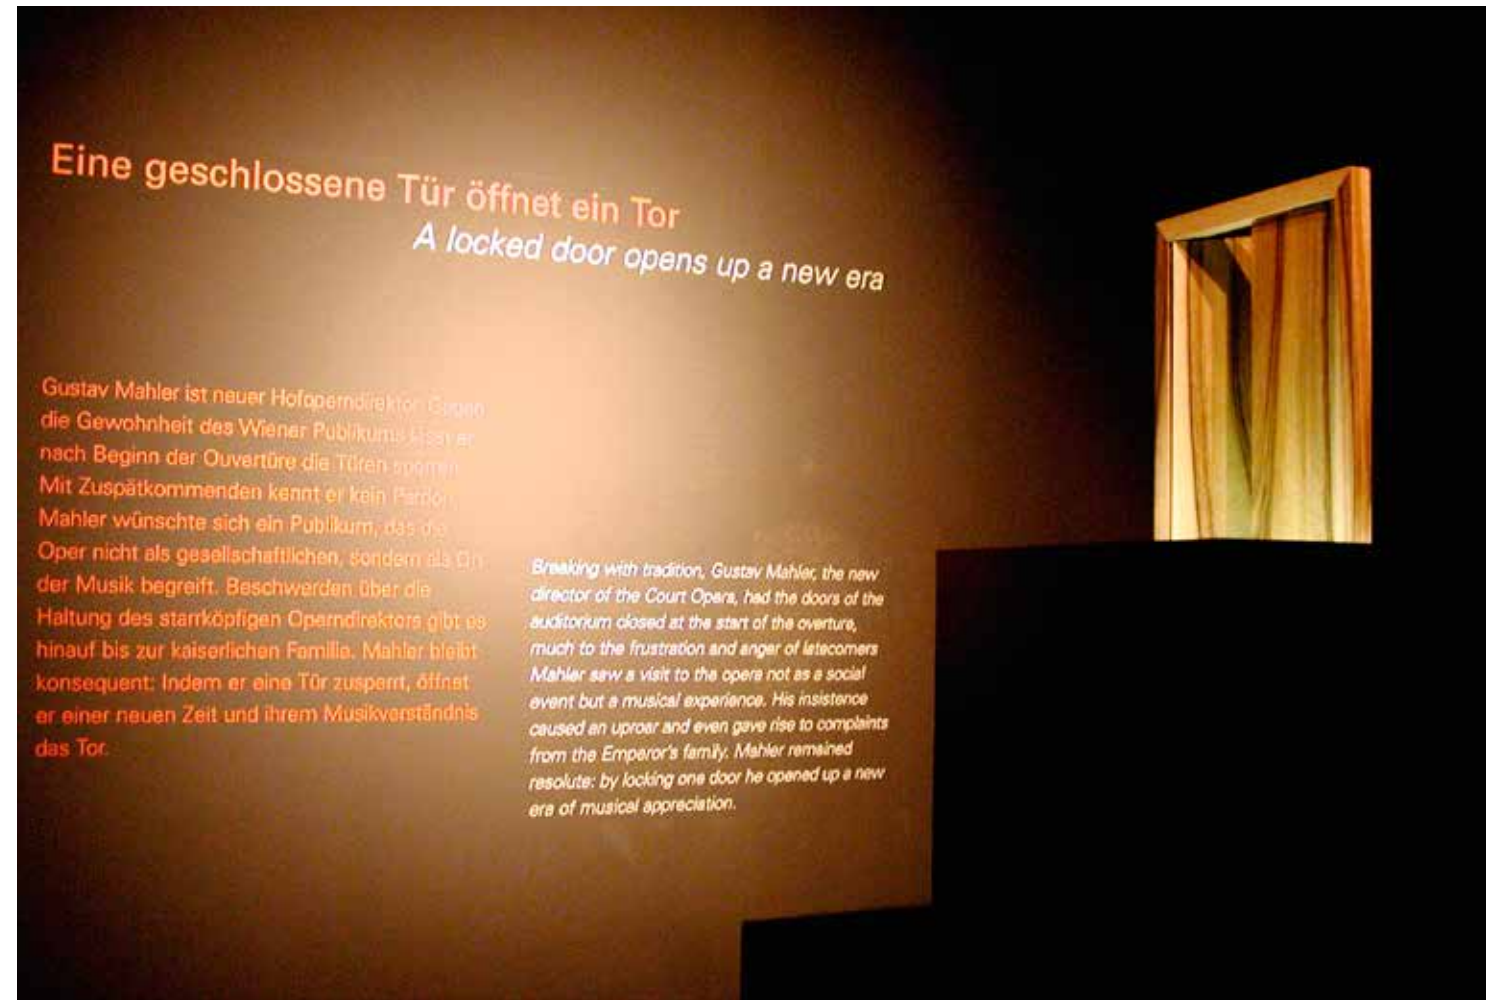 Eine geschlossene Tür öffnet ein Tor
A locked door opens up a new era
Gustav Mahler ist neuer Hofoperndirektor. Gegen
die Gewohnheit des Wiener Publikums lässt er
nach Beginn der Ouvertüre die Türen sperren.
Mit Zuspätkommenden kennt er kein Pardon.
Mahler wünschte sich ein Publikum, das die
Oper nicht als gesellschaftlichen, sondern als Ort
der Musik begreift. Beschwerden über die
Haltung des starrköpfigen Operndirektors gibt es
hinauf bis zur kaiserlichen Familie. Mahler bleibt
konsequent: Indem er eine Tür zusperrt, öffnet
er einer neuen Zeit und ihrem Musikverständnis
das Tor.
Breaking with tradition, Gustav Mahler, the new
director of the Court Opera, had the doors of the
auditorium closed at the start of the overture,
much to the frustration and anger of latecomers
Mahler saw a visit to the opera not as a social
event but a musical experience. His insistence
caused an uproar and even gave rise to complaints
from the Emperor's family. Mahler remained
resolute: by locking one door he opened up a new
era of musical appreciation.